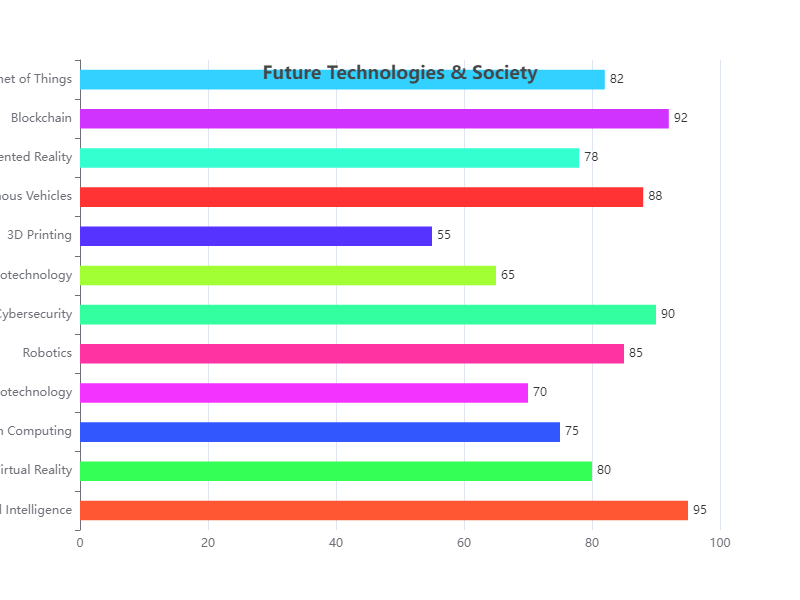 Future Technologies & Society
net of Things 82
Blockchain 92
ented Reality 78
ous Vehicles 88
3D Printing 55
otechnology 65
Cybersecurity 90
Robotics 85
otechnology 70
Computing 75
irtual Reality 80
Intelligence 95
0 20 40 60 80 100